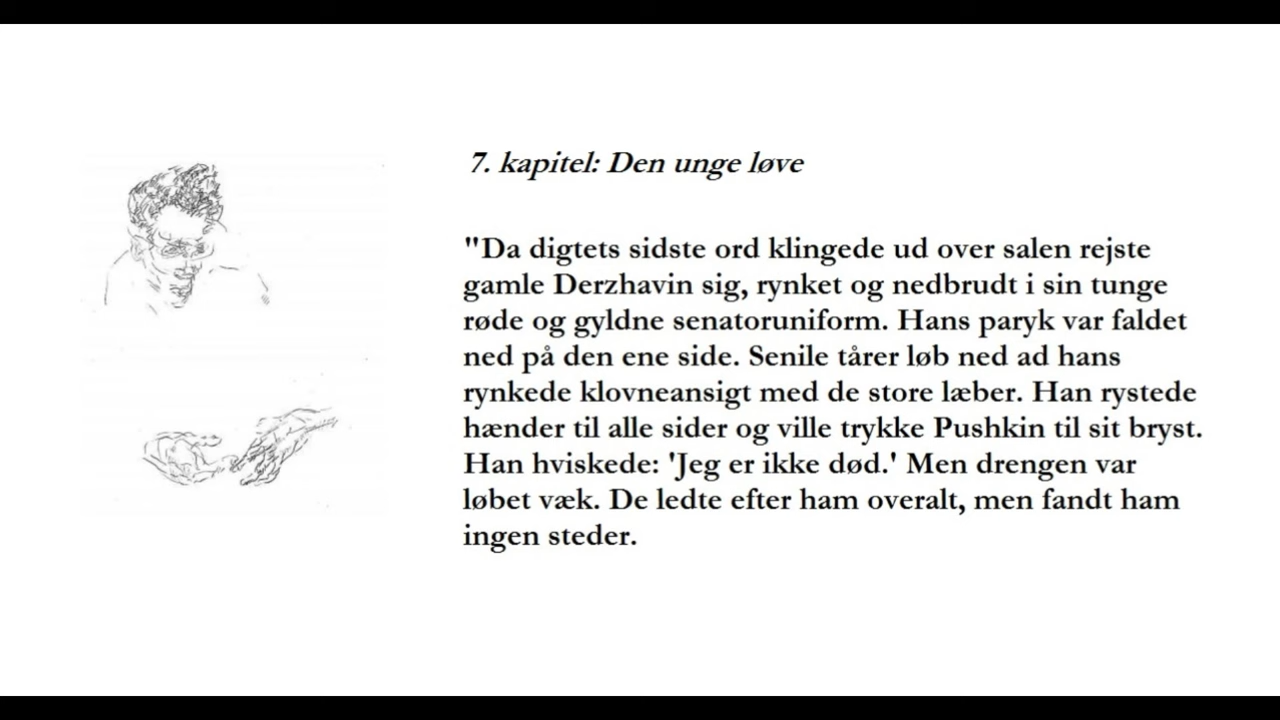 7. kapitel: Den unge løve
"Da digtets sidste ord klingede ud over salen rejste
gamle Derzhavin sig, rynket og nedbrudt i sin tunge
røde og gyldne senatoruniform. Hans paryk var faldet
ned på den ene side. Senile tårer løb ned ad hans
rynkede klovneansigt med de store læber. Han rystede
hænder til alle sider og ville trykke Pushkin til sit bryst.
Han hviskede: 'Jeg er ikke død.' Men drengen var
løbet væk. De ledte efter ham overalt, men fandt ham
ingen steder.